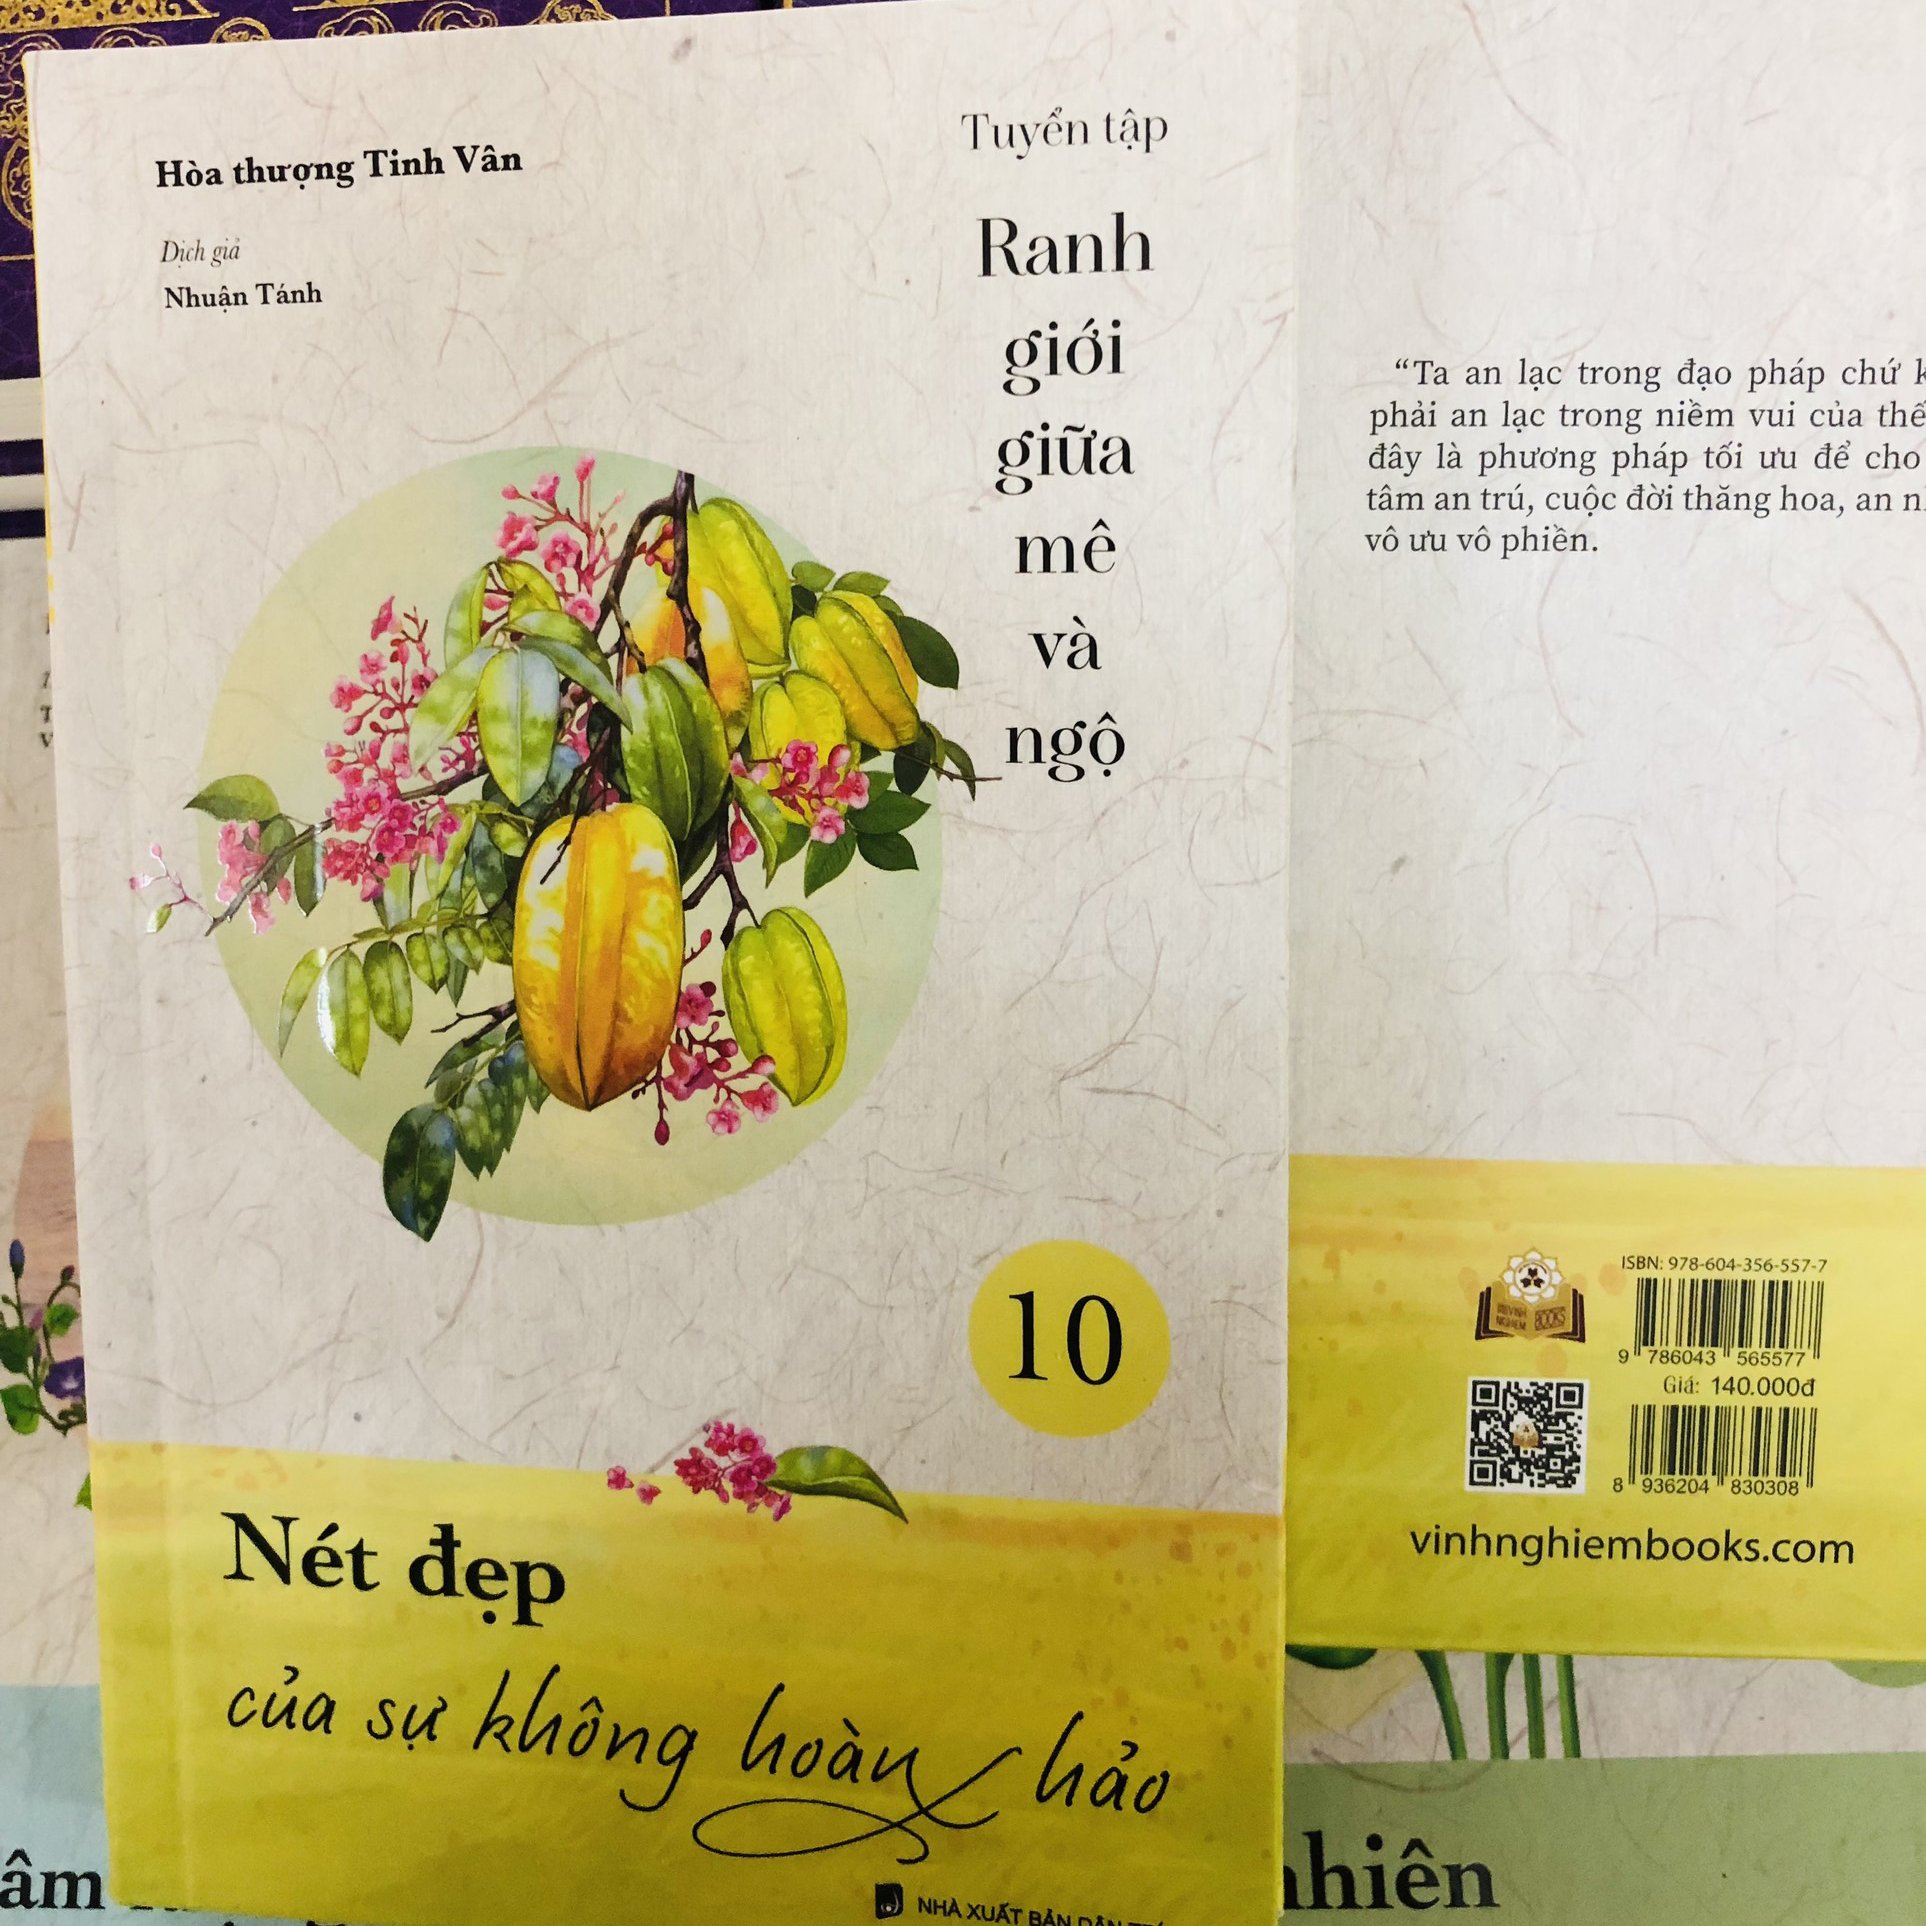 Hòa thượng Tinh Vân
Dịch giả
Nhuận Tánh
Tuyển tập
Ranh
giới
giữa
mê
và
ngộ
10
Nét đẹp
của sự không hoàn hảo
NHÀ XUẤT BẢN DÂN
“Ta an lạc trong đạo pháp chứ
phải an lạc trong niềm vui của thế
đây là phương pháp tối ưu để cho
tâm an trú, cuộc đời thăng hoa, an
vô ưu vô phiền.
ISBN: 978-604-356-557-7
9 786043 565577
Giá: 140.000đ
8 936204 830308
BOOKS
vinhnghiembooks.com
âm
nhiên